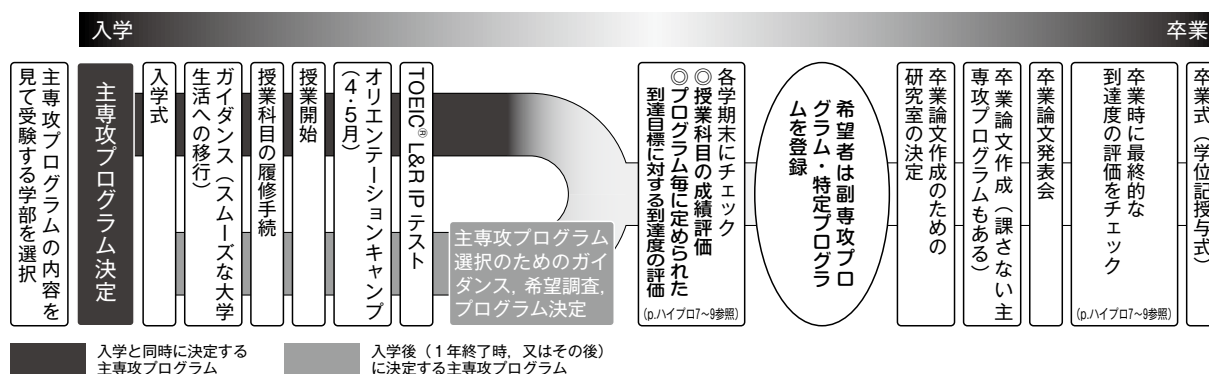 入学
卒業
主専攻プログラムの内容を
見て受験する学部を選択
主専攻プログラム決定
入学式
ガイダンス（スムーズな大学
生活への移行）
授業科目の履修手続
授業開始
オリエンテーションキャンプ
（4・5月）
TOEIC® L&R IP テスト
主専攻プログラム
選択のためのガイ
ダンス，希望調査，
プログラム決定
各学期末にチェック
◎授業科目の成績評価
◎プログラム毎に定められた
到達目標に対する到達度の評価
（p.ハイプロ7～9参照）
希望者は副専攻プロ
グラム・特定プログラ
ムを登録
卒業論文作成のための
研究室の決定
卒業論文作成（課さない主
専攻プログラムもある）
卒業論文発表会
卒業時に最終的な
到達度の評価をチェック
（p.ハイプロ7～9参照）
卒業式（学位記授与式）
入学と同時に決定する
主専攻プログラム
入学後（1年終了時，又はその後）
に決定する主専攻プログラム